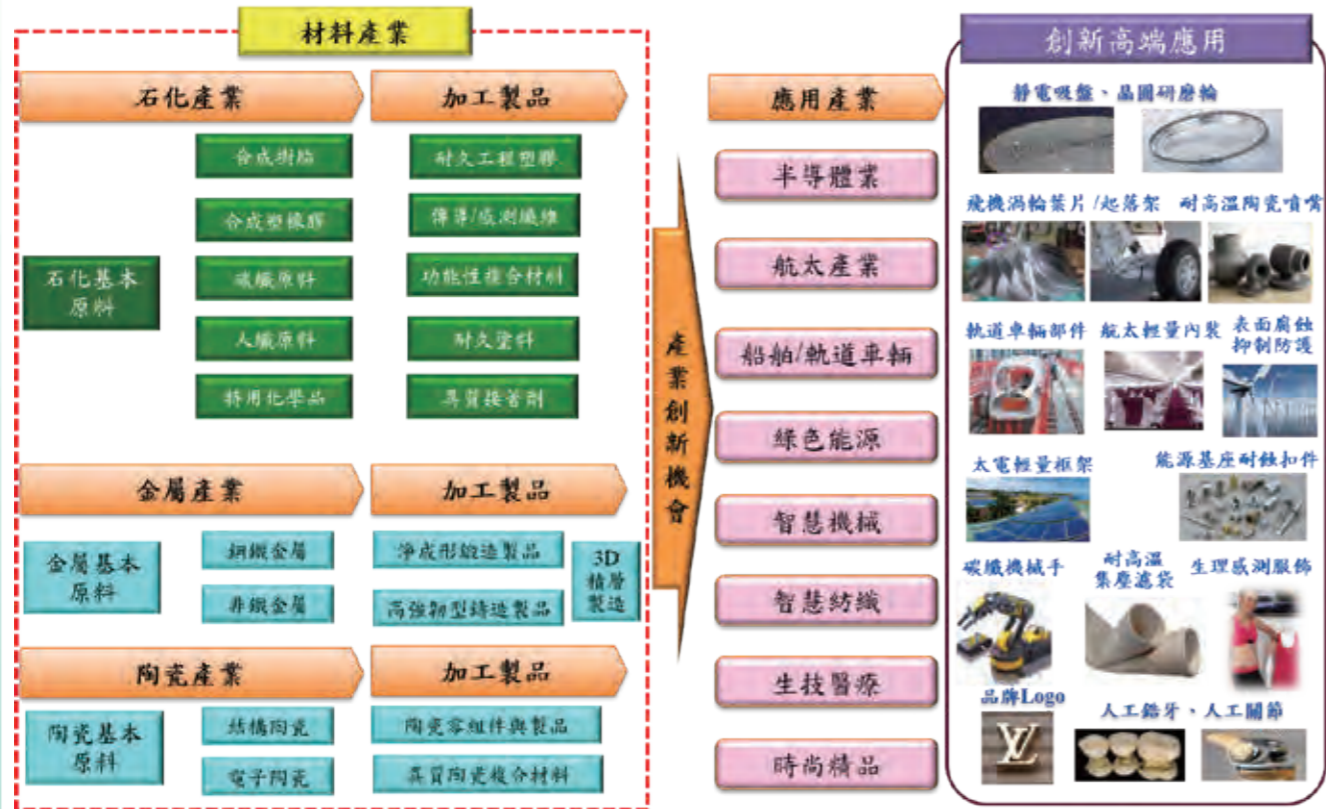 材料產業
石化產業
加工製品
石化基本
原料
合成樹脂
合成塑橡膠
碳纖原料
人纖原料
特用化學品
耐久工程塑膠
傳導/感測纖維
功能性複合材料
耐久塗料
異質接著劑
金屬產業
加工製品
金屬基本
原料
鋼鐵金屬
非鐵金屬
淨成形鍛造製品
高強韌型鑄造製品
3D
積層
製造
陶瓷產業
加工製品
陶瓷基本
原料
結構陶瓷
電子陶瓷
陶瓷零組件與製品
異質陶瓷複合材料
產業創新機會
應用產業
半導體業
航太產業
船舶/軌道車輛
綠色能源
智慧機械
智慧紡織
生技醫療
時尚精品
創新高端應用
靜電吸盤、晶圓研磨輪
飛機渦輪葉片/起落架
耐高溫陶瓷噴嘴
軌道車輛部件
航太輕量內裝
表面腐蝕
抑制防護
太電輕量框架
能源基座耐蝕扣件
碳纖機械手
耐高溫
集塵濾袋
生理感測服飾
品牌Logo
LV
人工鋯牙、人工關節